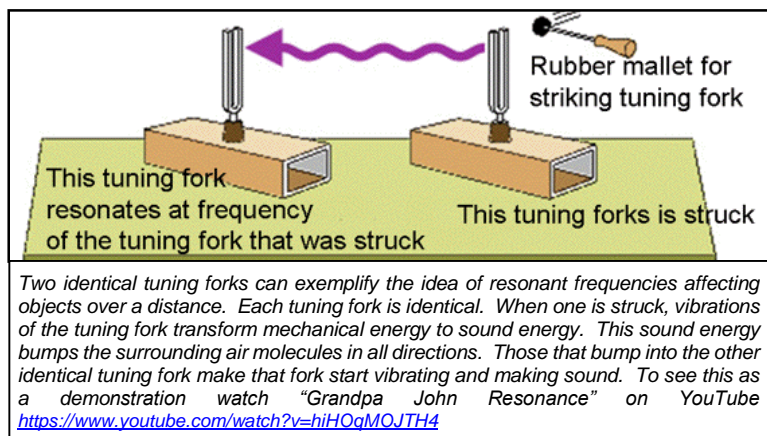 Rubber mallet for
striking tuning fork
This tuning fork
resonates at frequency
of the tuning fork that was struck
This tuning forks is struck
Two identical tuning forks can exemplify the idea of resonant frequencies affecting
objects over a distance. Each tuning fork is identical. When one is struck, vibrations
of the tuning fork transform mechanical energy to sound energy. This sound energy
bumps the surrounding air molecules in all directions. Those that bump into the other
identical tuning fork make that fork start vibrating and making sound. To see this as
a demonstration watch “Grandpa John Resonance” on YouTube
https://www.youtube.com/watch?v=hiHOqMOJTH4